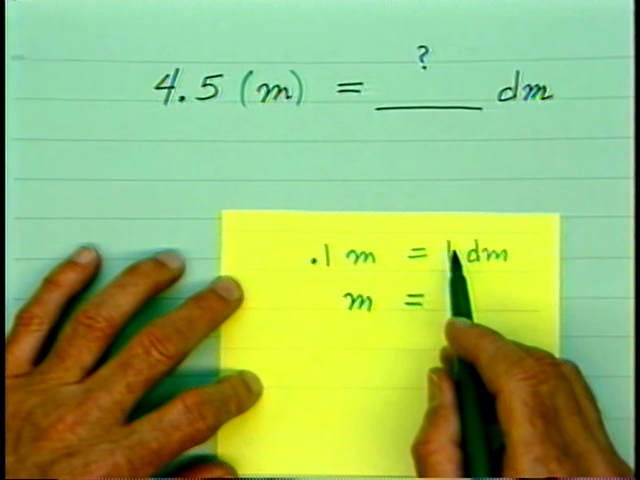 ?
4.5 (m) = ____ dm
.1 m = 1 dm
m =